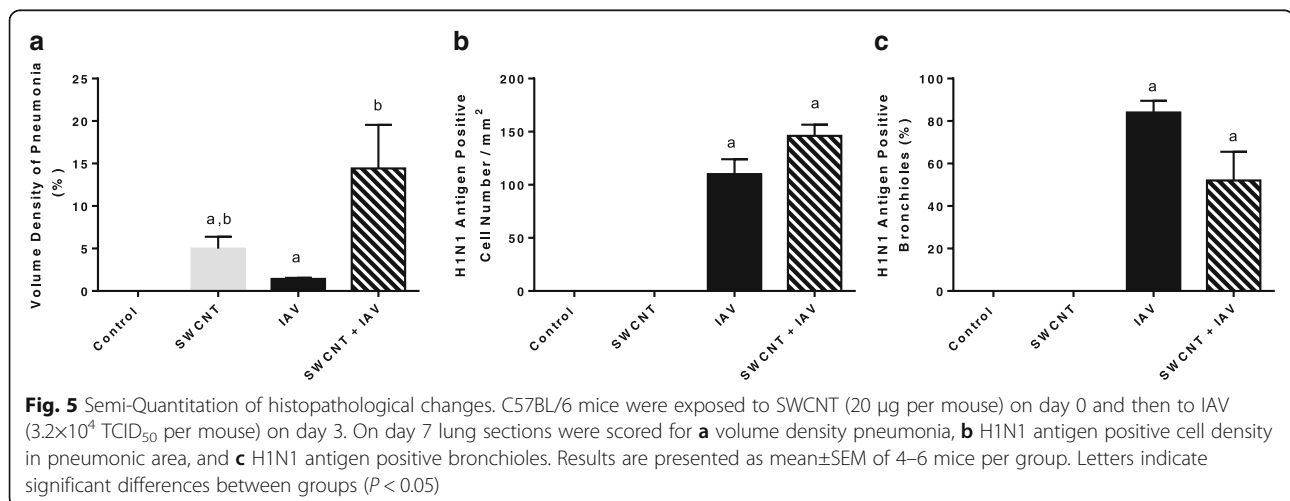 a
Volume Density of Pneumonia
(%)
25
20
15
10
5
0
a,b
a
b
Control
SWCNT
IAV
SWCNT + IAV
b
H1N1 Antigen Positive
Cell Number / mm²
200
150
100
50
0
a
a
Control
SWCNT
IAV
SWCNT + IAV
c
H1N1 Antigen Positive
Bronchioles (%)
100
80
60
40
20
0
a
a
Control
SWCNT
IAV
SWCNT + IAV
Fig. 5 Semi-Quantitation of histopathological changes. C57BL/6 mice were exposed to SWCNT (20 μg per mouse) on day 0 and then to IAV
(3.2×10⁴ TCID₅₀ per mouse) on day 3. On day 7 lung sections were scored for a volume density pneumonia, b H1N1 antigen positive cell density
in pneumonic area, and c H1N1 antigen positive bronchioles. Results are presented as mean±SEM of 4–6 mice per group. Letters indicate
significant differences between groups (P < 0.05)